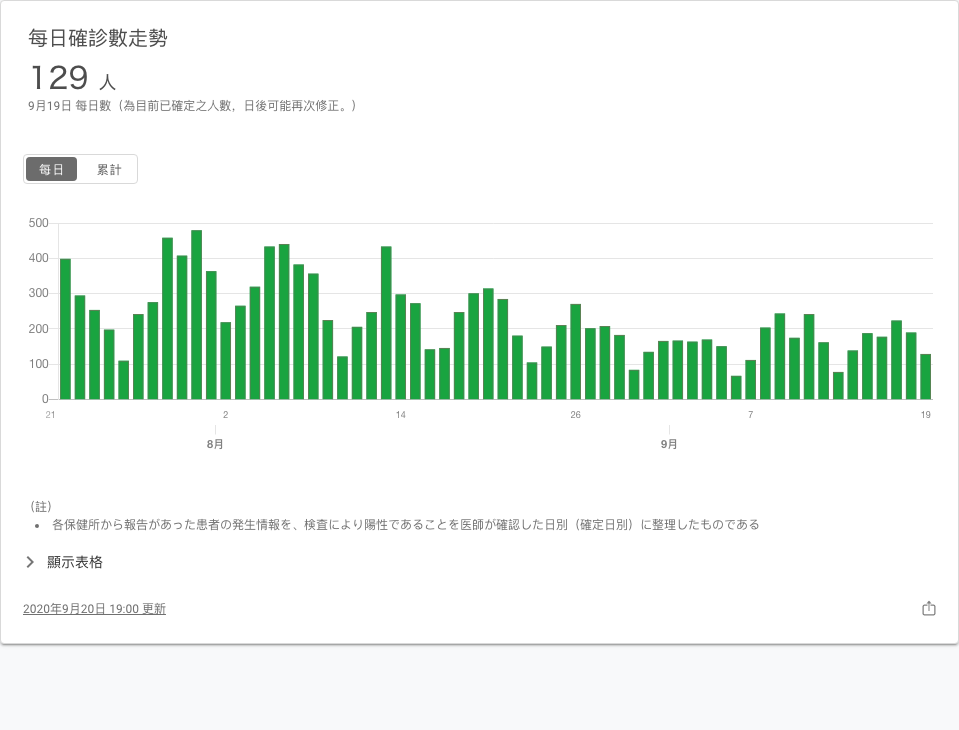 每日確診數走勢
129 人
9月19日 每日數（為目前已確定之人數，日後可能再次修正。）
每日 累計
500
400
300
200
100
0
21 2 14 26 7 19
8月 9月
（註）
• 各保健所から報告があった患者の発生情報を、検査により陽性であることを医師が確認した日別（確定日別）に整理したものである
顯示表格
2020年9月20日 19:00 更新